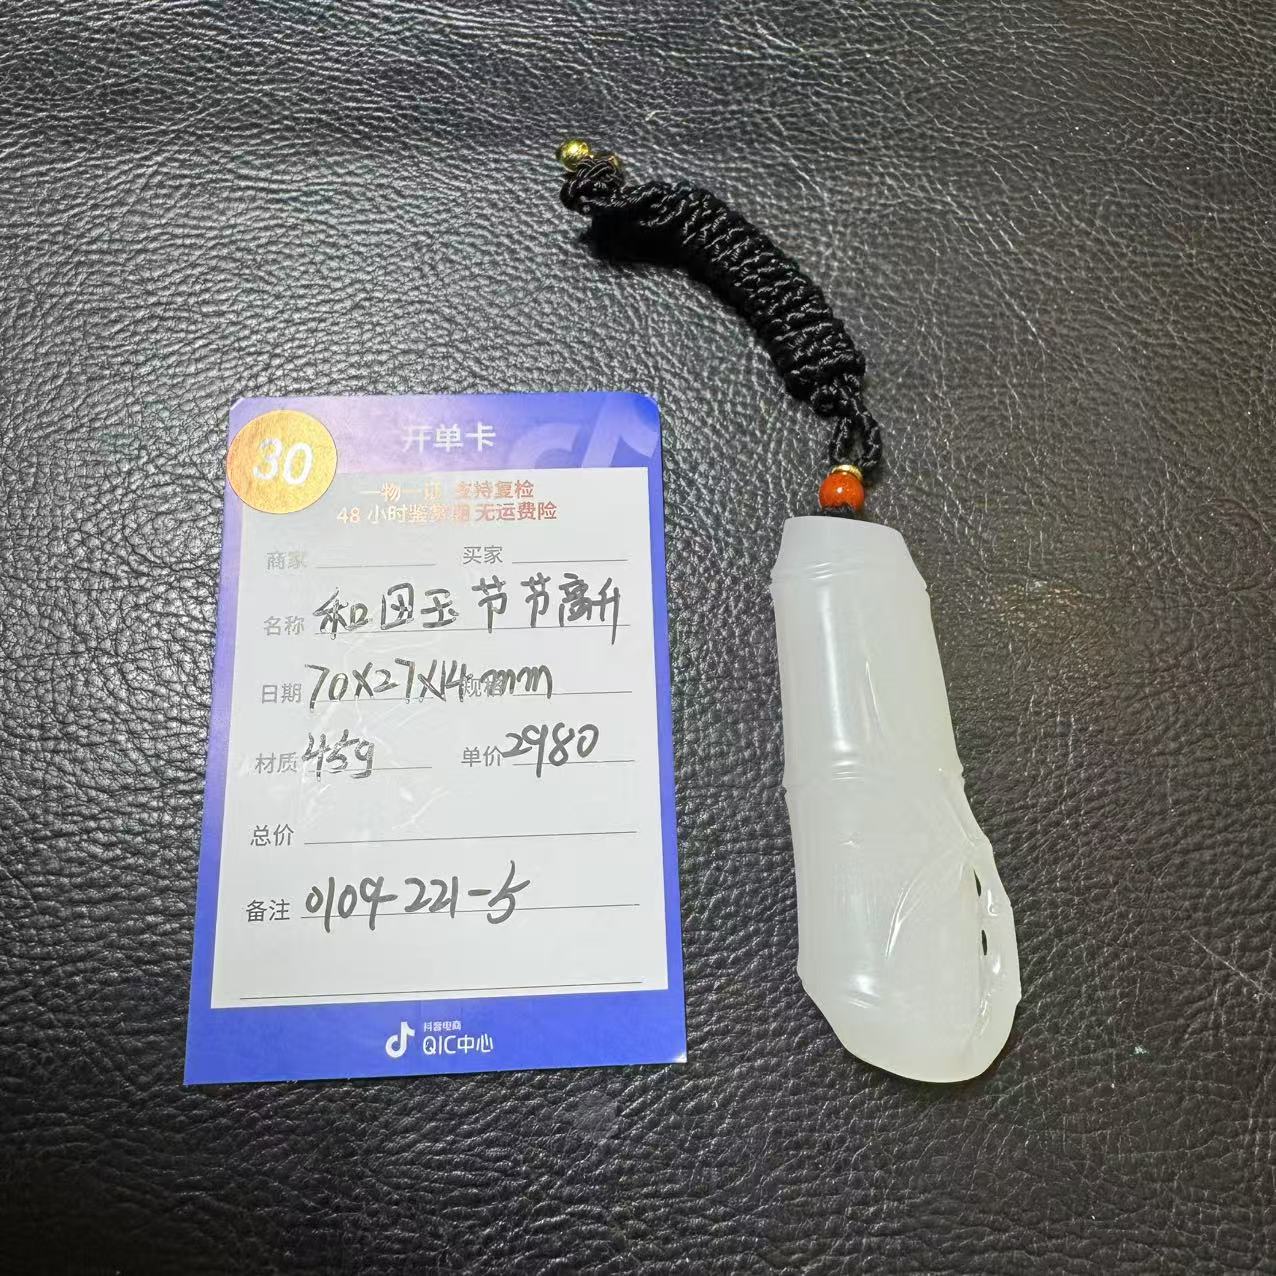 30
开单卡
一物一证 支持复检
48 小时鉴赏期 无运费险
商家 买家
名称 和田玉节节高升
日期 70X27X14mm 规格
材质 45g 单价 2980
总价
备注 0109-221-5
抖音电商
QIC中心